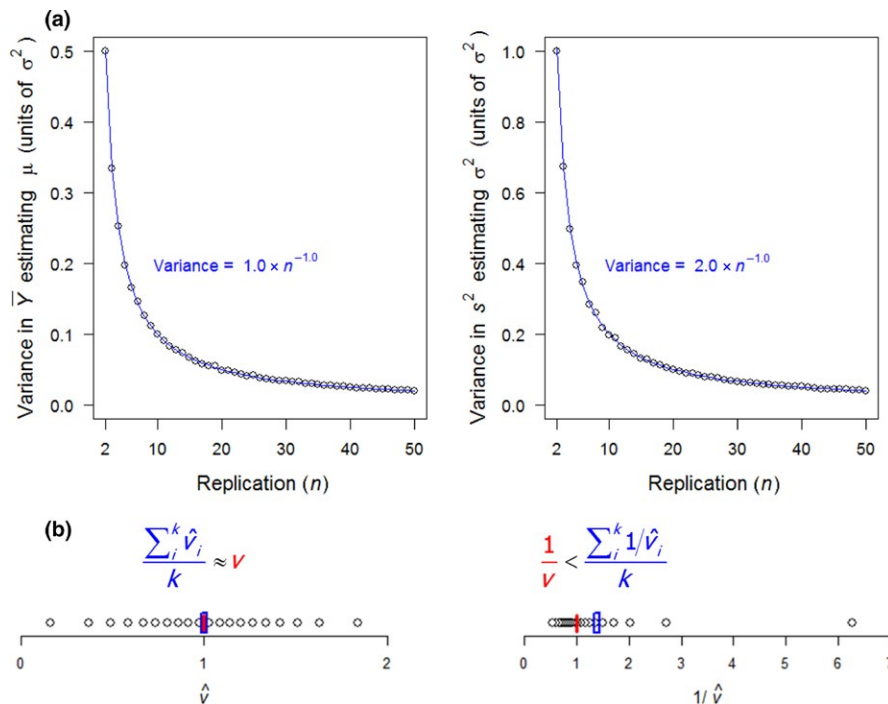 (a)
Variance in Y̅ estimating μ (units of σ²)
0.5
0.4
0.3
0.2
0.1
0.0
Variance = 1.0 × n⁻¹·⁰
2 10 20 30 40 50
Replication (n)
Variance in s² estimating σ² (units of σ²)
1.0
0.8
0.6
0.4
0.2
0.0
Variance = 2.0 × n⁻¹·⁰
2 10 20 30 40 50
Replication (n)
(b)
∑ᵢᵏ v̂ᵢ / k ≈ v
0 1 2
v̂
1/v < ∑ᵢᵏ 1/v̂ᵢ / k
0 1 2 3 4 5 6 7
1/ v̂